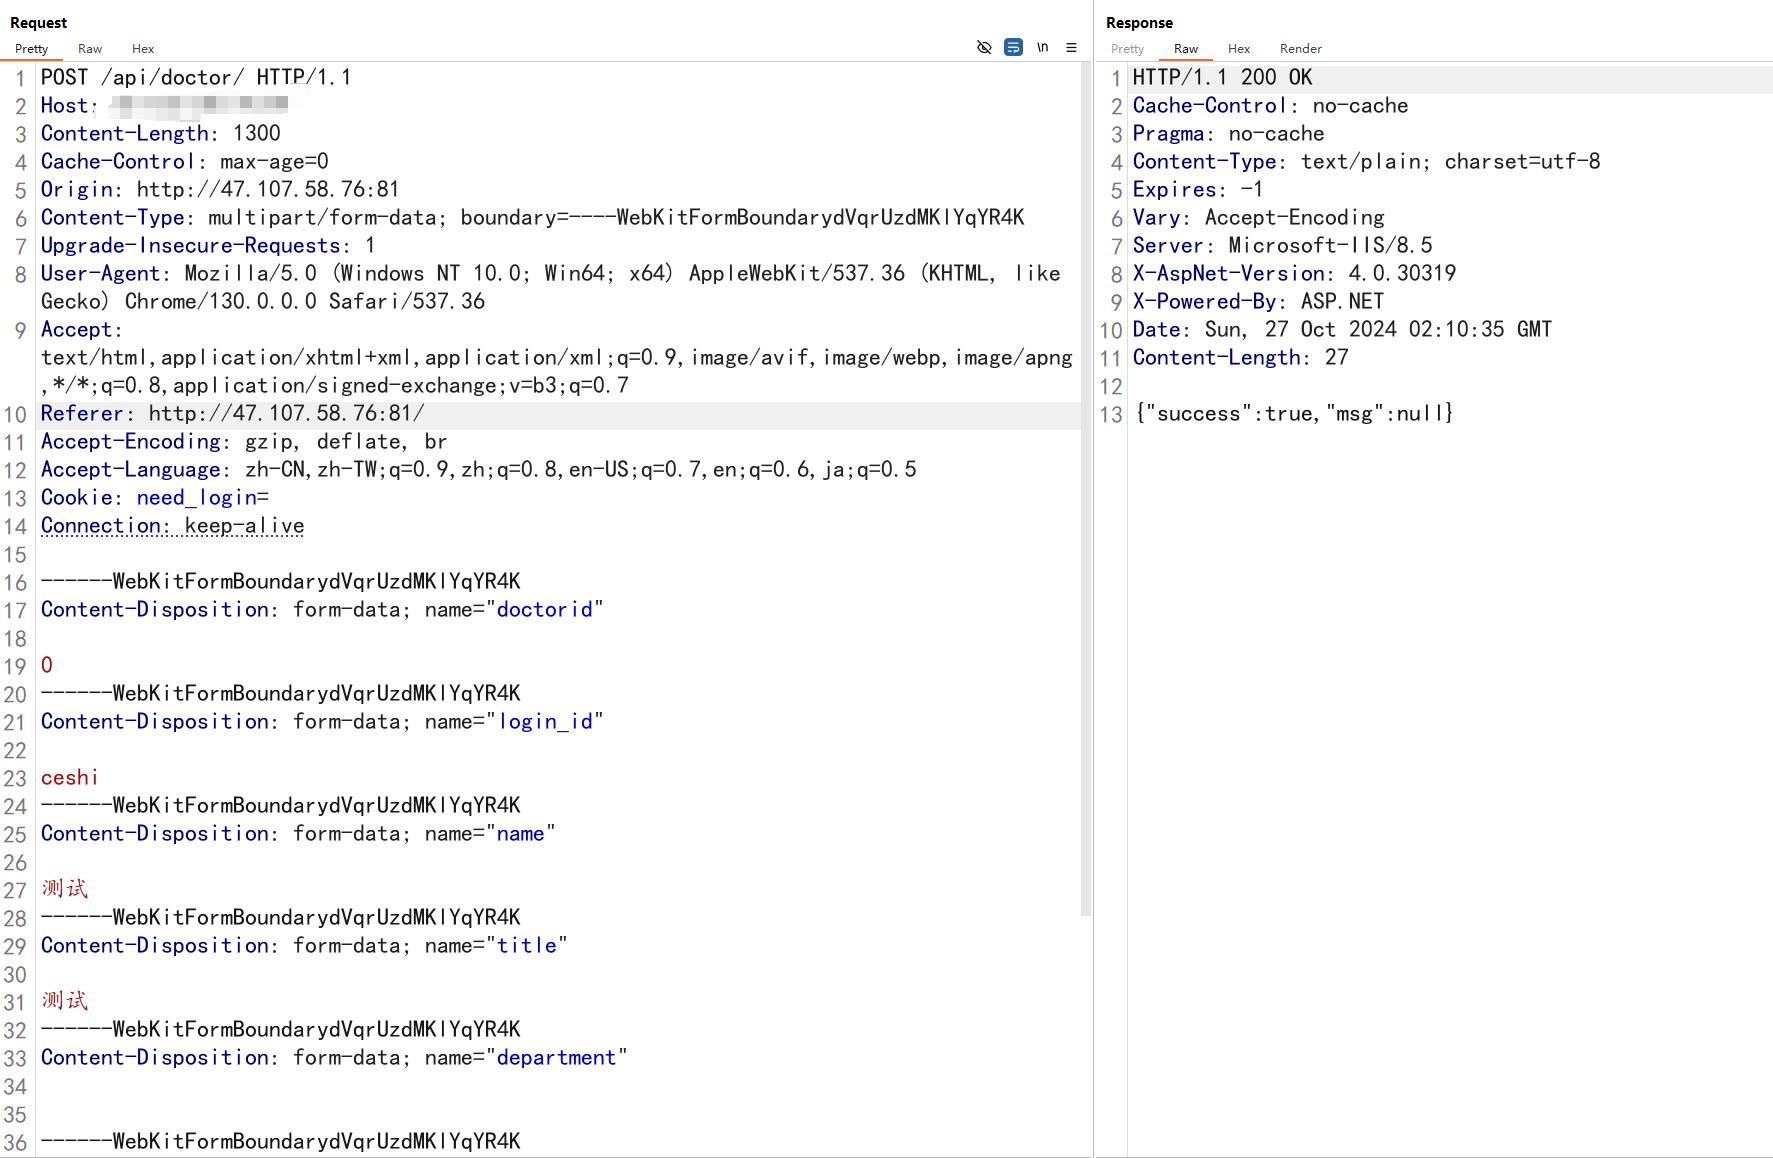 Request
Pretty Raw Hex
\n
1 POST /api/doctor/ HTTP/1.1
2 Host:
3 Content-Length: 1300
4 Cache-Control: max-age=0
5 Origin: http://47.107.58.76:81
6 Content-Type: multipart/form-data; boundary=----WebKitFormBoundarydVqrUzdMKlYqYR4K
7 Upgrade-Insecure-Requests: 1
8 User-Agent: Mozilla/5.0 (Windows NT 10.0; Win64; x64) AppleWebKit/537.36 (KHTML, like
Gecko) Chrome/130.0.0.0 Safari/537.36
9 Accept:
text/html,application/xhtml+xml,application/xml;q=0.9,image/avif,image/webp,image/apng
,*/*;q=0.8,application/signed-exchange;v=b3;q=0.7
10 Referer: http://47.107.58.76:81/
11 Accept-Encoding: gzip, deflate, br
12 Accept-Language: zh-CN,zh-TW;q=0.9,zh;q=0.8,en-US;q=0.7,en;q=0.6,ja;q=0.5
13 Cookie: need_login=
14 Connection: keep-alive
15
16 ------WebKitFormBoundarydVqrUzdMKlYqYR4K
17 Content-Disposition: form-data; name="doctorid"
18
19 0
20 ------WebKitFormBoundarydVqrUzdMKlYqYR4K
21 Content-Disposition: form-data; name="login_id"
22
23 ceshi
24 ------WebKitFormBoundarydVqrUzdMKlYqYR4K
25 Content-Disposition: form-data; name="name"
26
27 测试
28 ------WebKitFormBoundarydVqrUzdMKlYqYR4K
29 Content-Disposition: form-data; name="title"
30
31 测试
32 ------WebKitFormBoundarydVqrUzdMKlYqYR4K
33 Content-Disposition: form-data; name="department"
34
35
36 ------WebKitFormBoundarydVqrUzdMKlYqYR4K
Response
Pretty Raw Hex Render
1 HTTP/1.1 200 OK
2 Cache-Control: no-cache
3 Pragma: no-cache
4 Content-Type: text/plain; charset=utf-8
5 Expires: -1
6 Vary: Accept-Encoding
7 Server: Microsoft-IIS/8.5
8 X-AspNet-Version: 4.0.30319
9 X-Powered-By: ASP.NET
10 Date: Sun, 27 Oct 2024 02:10:35 GMT
11 Content-Length: 27
12
13 {"success":true,"msg":null}